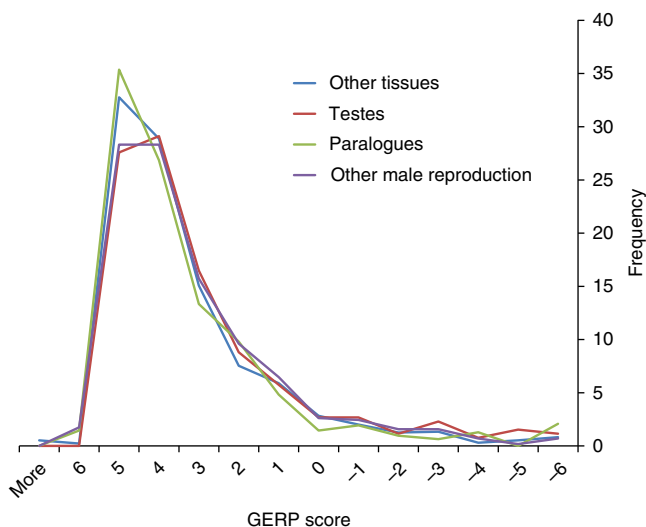 40
35
30
25
20
15
10
5
0
Frequency
Other tissues
Testes
Paralogues
Other male reproduction
More 6 5 4 3 2 1 0 −1 −2 −3 −4 −5 −6
GERP score